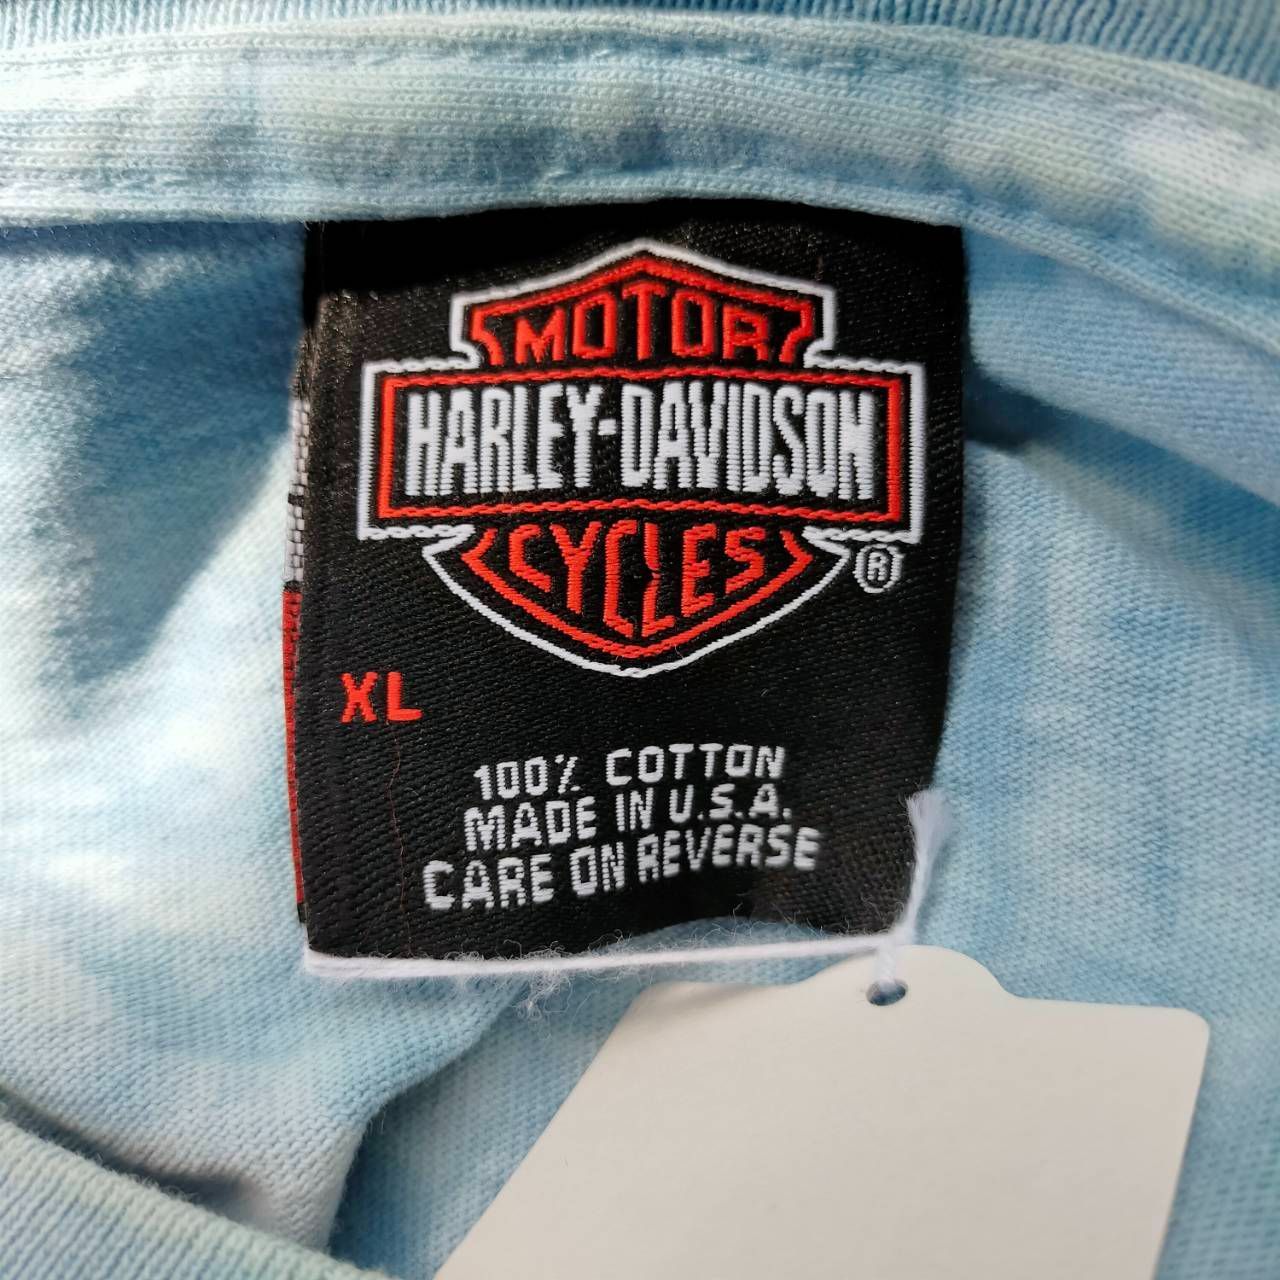 MOTOR
HARLEY-DAVIDSON
CYCLES
®
XL
100% COTTON
MADE IN U.S.A.
CARE ON REVERSE